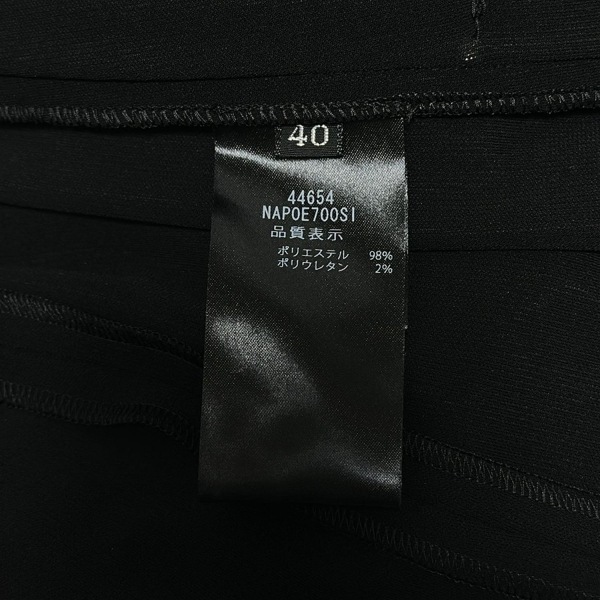 40
44654
NAPOE700SI
品質表示
ポリエステル 98%
ポリウレタン 2%